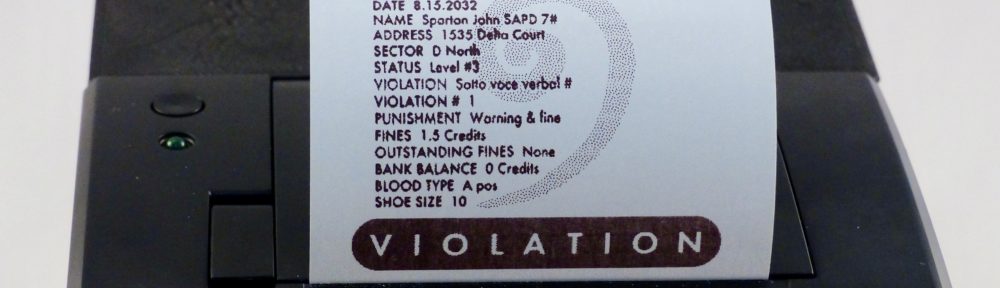 DATE 8.15.2032
NAME Spartan John SAPD 7#
ADDRESS 1535 Delta Court
SECTOR D North
STATUS Level #3
VIOLATION Sotto voce verbal #
VIOLATION # 1
PUNISHMENT Warning & fine
FINES 1.5 Credits
OUTSTANDING FINES None
BANK BALANCE 0 Credits
BLOOD TYPE A pos
SHOE SIZE 10
VIOLATION